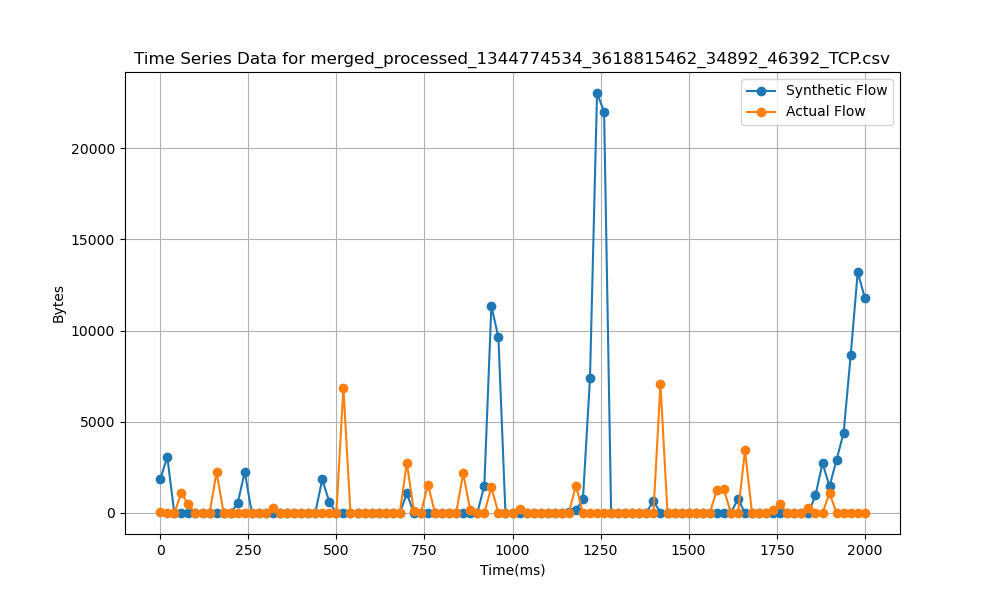 Time Series Data for merged_processed_1344774534_3618815462_34892_46392_TCP.csv
Synthetic Flow
Actual Flow
20000
15000
10000
5000
0
Bytes
0 250 500 750 1000 1250 1500 1750 2000
Time(ms)